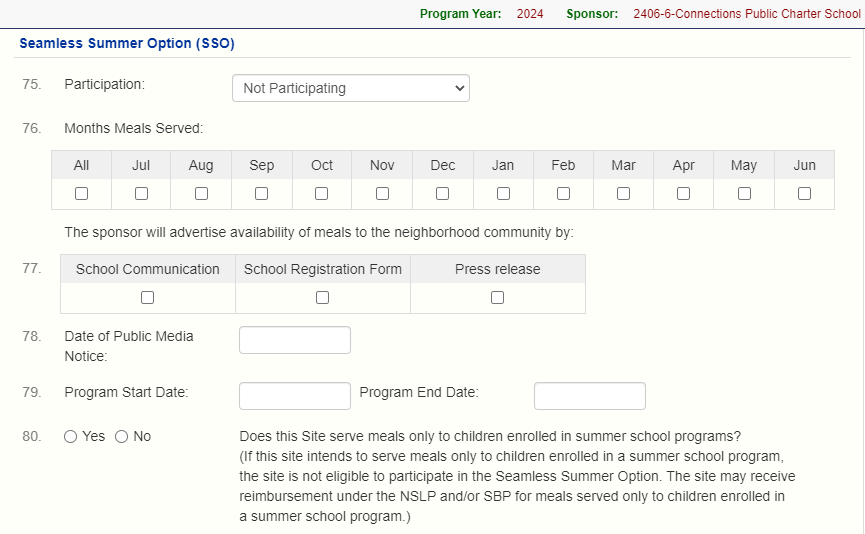 Program Year: 2024 Sponsor: 2406-6-Connections Public Charter School
Seamless Summer Option (SSO)
75. Participation: Not Participating
76. Months Meals Served:
All Jul Aug Sep Oct Nov Dec Jan Feb Mar Apr May Jun
The sponsor will advertise availability of meals to the neighborhood community by:
77. School Communication School Registration Form Press release
78. Date of Public Media
Notice:
79. Program Start Date: Program End Date:
80. Yes No Does this Site serve meals only to children enrolled in summer school programs?
(If this site intends to serve meals only to children enrolled in a summer school program,
the site is not eligible to participate in the Seamless Summer Option. The site may receive
reimbursement under the NSLP and/or SBP for meals served only to children enrolled in
a summer school program.)